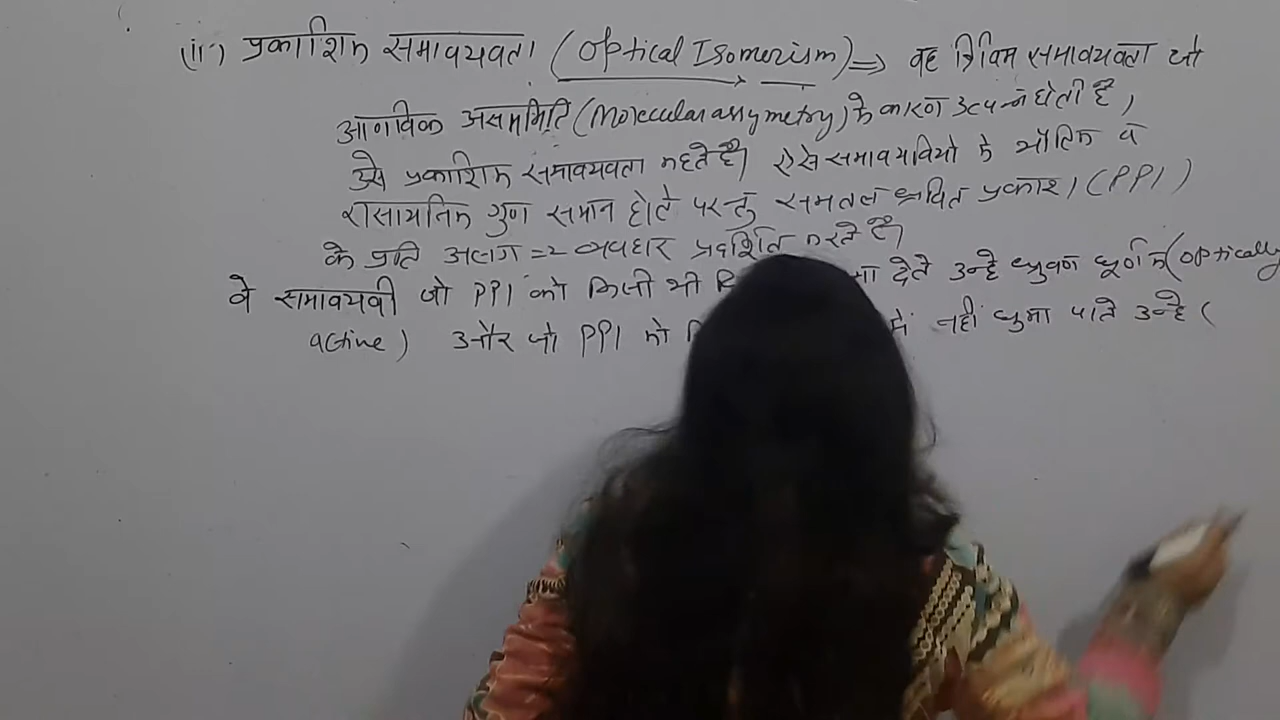 (ii) प्रकाशिक समावयवता (Optical Isomerism) ⇒ वह त्रिविम समावयवता जो
आणविक असममिति (Molecular assymetry) के कारण उत्पन्न होती है,
उसे प्रकाशिक समावयवता कहते है। ऐसे समावयवियो के भौतिक व
रासायनिक गुण समान होते परन्तु समतल ध्रुवित प्रकाश। (PPl)
के प्रति अलग =2 व्यवहार प्रदर्शित करते है।
वे समावयवी जो PPl को किसी भी देते उन्हे ध्रुवण घूर्णक (optically
active) और जो PPl को में नहीं घुमा पाते उन्हे (